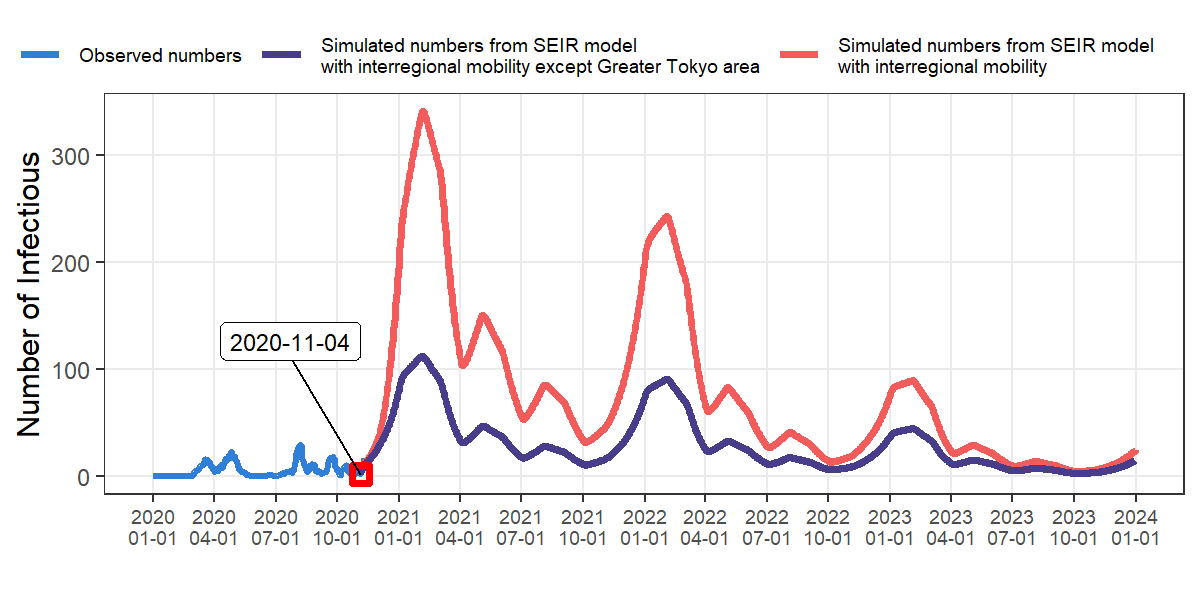 Observed numbers
Simulated numbers from SEIR model
with interregional mobility except Greater Tokyo area
Simulated numbers from SEIR model
with interregional mobility
Number of Infectious
300
200
100
0
2020-11-04
2020 2020 2020 2020 2021 2021 2021 2021 2022 2022 2022 2022 2023 2023 2023 2023 2024
01-01 04-01 07-01 10-01 01-01 04-01 07-01 10-01 01-01 04-01 07-01 10-01 01-01 04-01 07-01 10-01 01-01